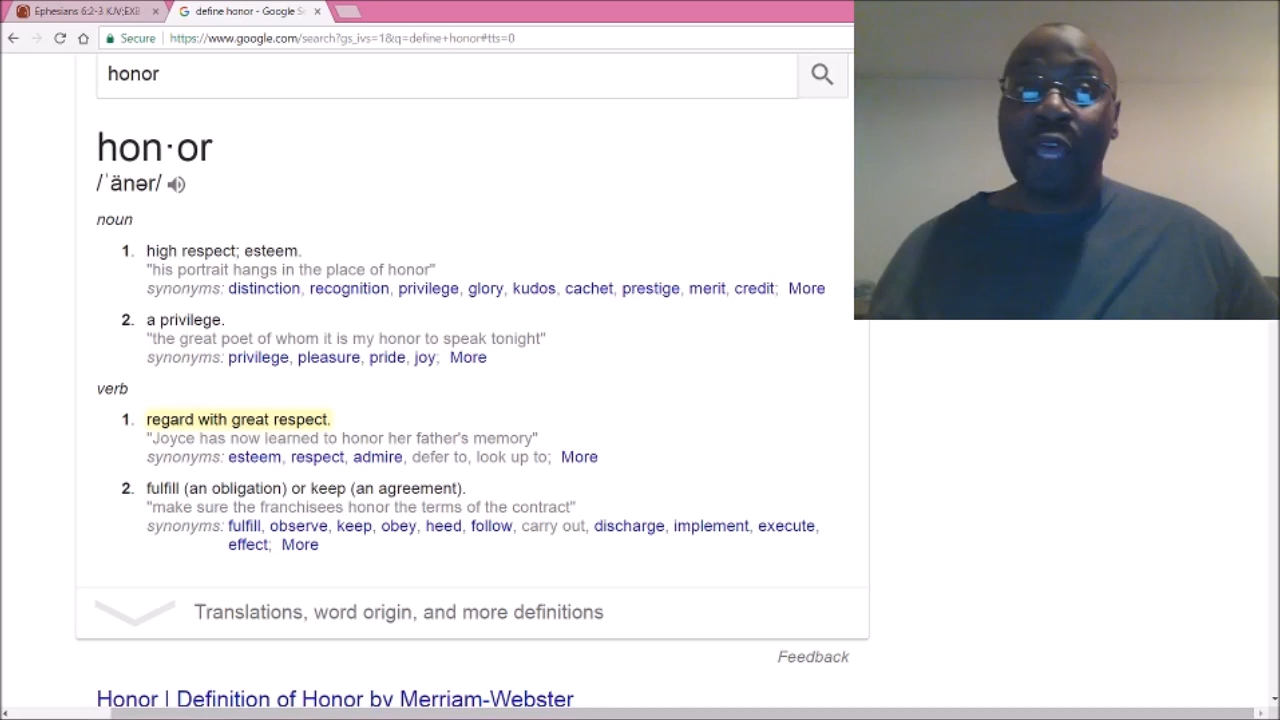 Ephesians 6:2-3 KJV;EXB
define honor - Google S
Secure
https://www.google.com/search?gs_ivs=1&q=define+honor#tts=0
honor
hon·or
/ˈänər/
noun
1. high respect; esteem.
"his portrait hangs in the place of honor"
synonyms: distinction, recognition, privilege, glory, kudos, cachet, prestige, merit, credit; More
2. a privilege.
"the great poet of whom it is my honor to speak tonight"
synonyms: privilege, pleasure, pride, joy; More
verb
1. regard with great respect.
"Joyce has now learned to honor her father's memory"
synonyms: esteem, respect, admire, defer to, look up to; More
2. fulfill (an obligation) or keep (an agreement).
"make sure the franchisees honor the terms of the contract"
synonyms: fulfill, observe, keep, obey, heed, follow, carry out, discharge, implement, execute,
effect; More
Translations, word origin, and more definitions
Feedback
Honor | Definition of Honor by Merriam-Webster